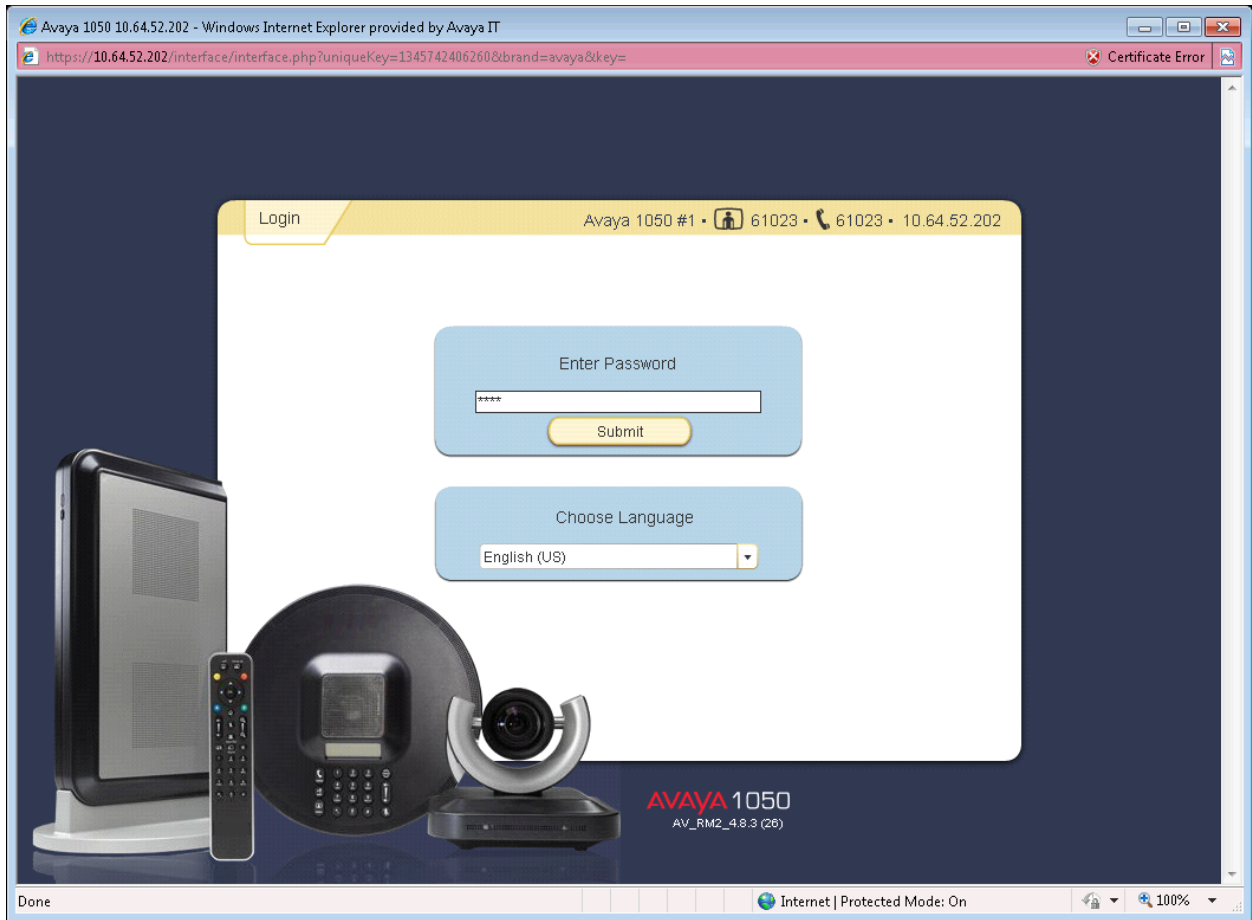 Avaya 1050 10.64.52.202 - Windows Internet Explorer provided by Avaya IT
https://10.64.52.202/interface/interface.php?uniqueKey=1345742406260&brand=avaya&key=
Certificate Error
Login
Avaya 1050 #1 • 61023 • 61023 • 10.64.52.202
Enter Password
****
Submit
Choose Language
English (US)
AVAYA 1050
AV_RM2_4.8.3 (26)
Done
Internet | Protected Mode: On
100%